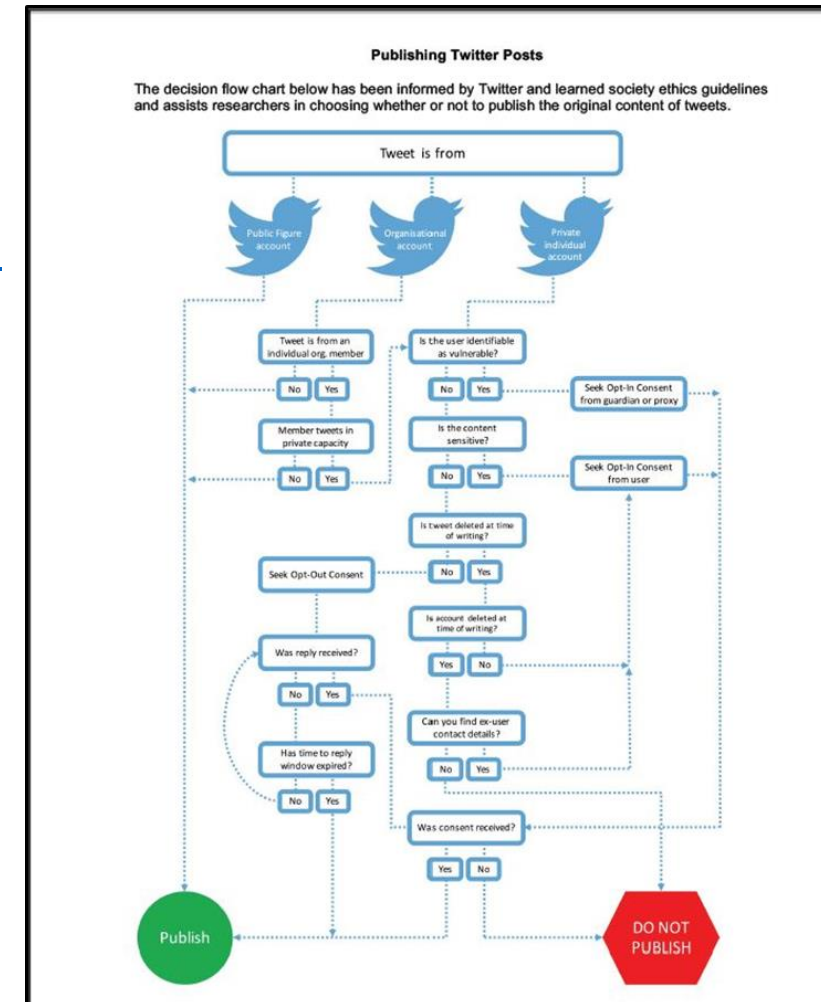 Publishing Twitter Posts
The decision flow chart below has been informed by Twitter and learned society ethics guidelines
and assists researchers in choosing whether or not to publish the original content of tweets.
Tweet is from
Public Figure
account
Organisational
account
Private
individual
account
Tweet is from an
individual org. member
No
Yes
Is the user identifiable
as vulnerable?
No
Yes
Seek Opt-In Consent
from guardian or proxy
Member tweets in
private capacity
No
Yes
Is the content
sensitive?
No
Yes
Seek Opt-In Consent
from user
Is tweet deleted at time
of writing?
No
Yes
Seek Opt-Out Consent
Is account deleted at
time of writing?
Yes
No
Was reply received?
No
Yes
Can you find ex-user
contact details?
No
Yes
Has time to reply
window expired?
No
Yes
Was consent received?
Yes
No
Publish
DO NOT
PUBLISH